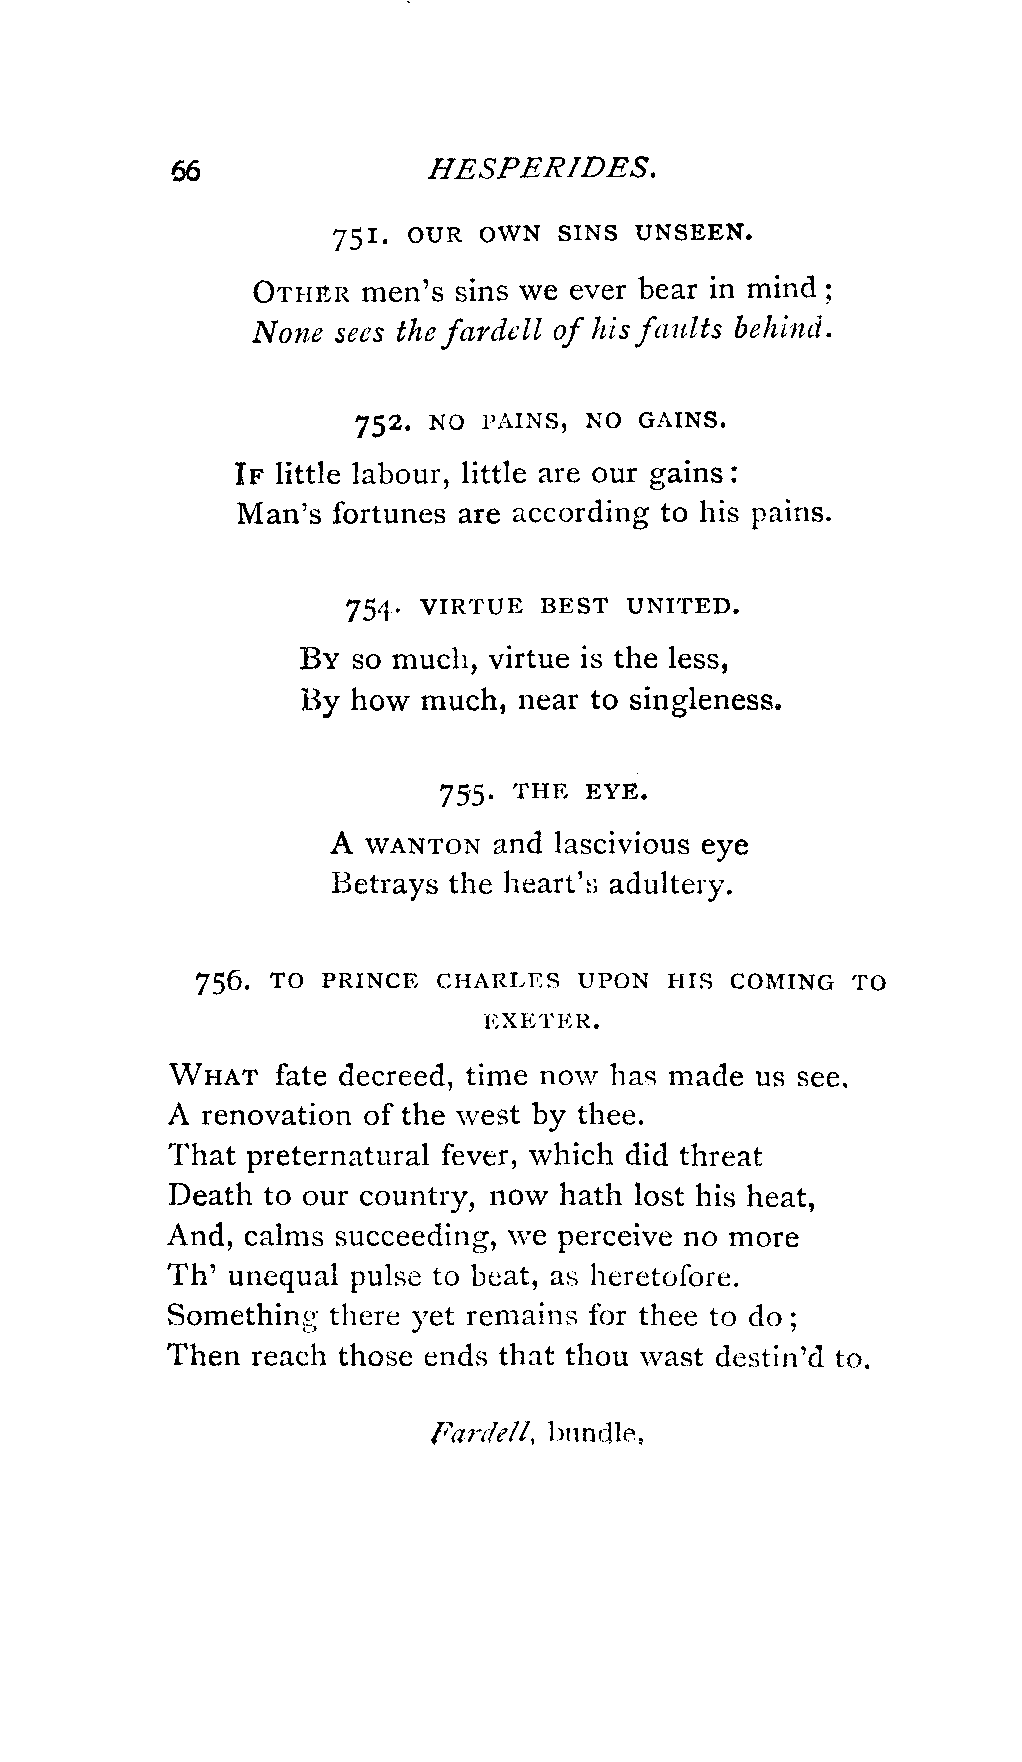 66 HESPERIDES.
751. OUR OWN SINS UNSEEN.
OTHER men's sins we ever bear in mind ;
None sees the fardell of his faults behind.
752. NO PAINS, NO GAINS.
IF little labour, little are our gains :
Man's fortunes are according to his pains.
754. VIRTUE BEST UNITED.
BY so much, virtue is the less,
By how much, near to singleness.
755. THE EYE.
A WANTON and lascivious eye
Betrays the heart's adultery.
756. TO PRINCE CHARLES UPON HIS COMING TO
EXETER.
WHAT fate decreed, time now has made us see.
A renovation of the west by thee.
That preternatural fever, which did threat
Death to our country, now hath lost his heat,
And, calms succeeding, we perceive no more
Th' unequal pulse to beat, as heretofore.
Something there yet remains for thee to do ;
Then reach those ends that thou wast destin'd to.
Fardell, bundle,